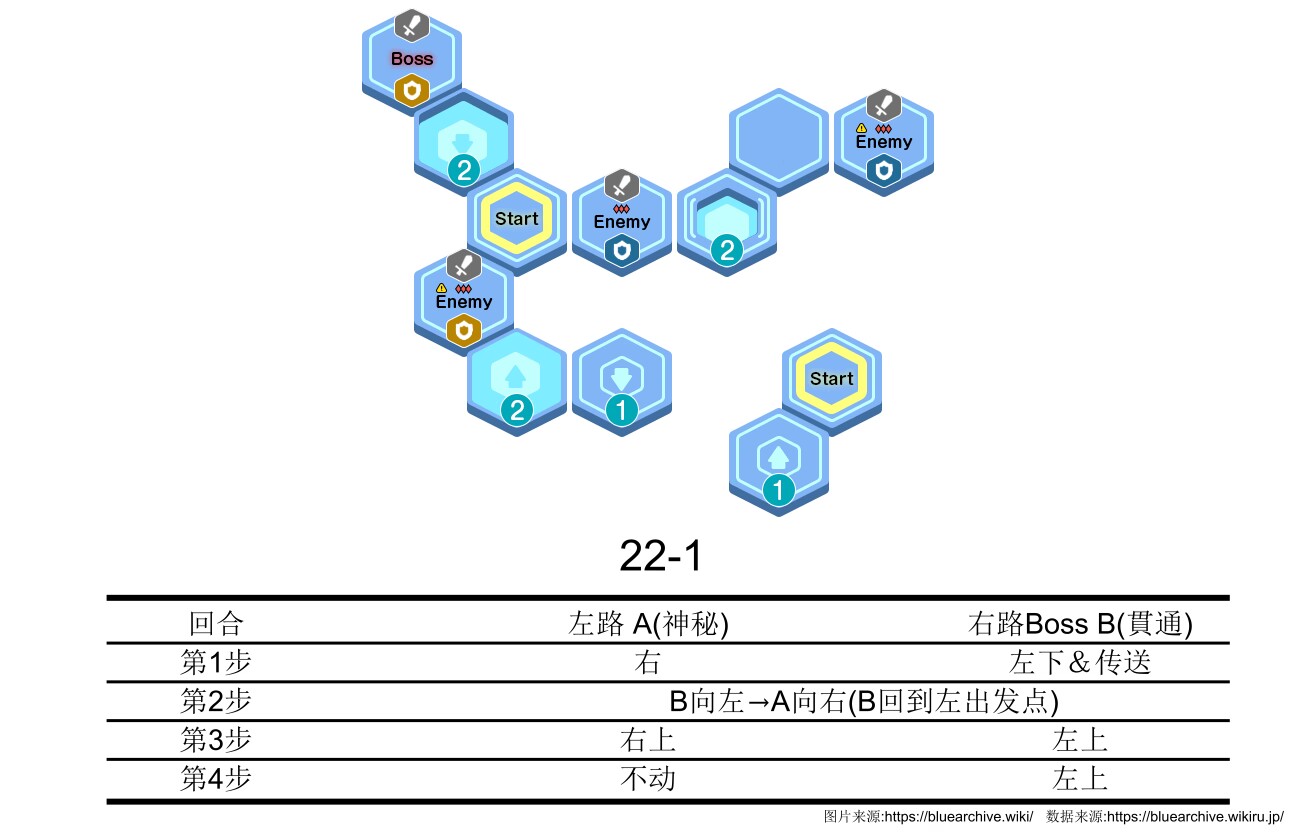 Boss
2
Enemy
Start
Enemy
2
Enemy
2
1
Start
1
22-1
回合 左路 A(神秘) 右路Boss B(貫通)
第1步 右 左下＆传送
第2步 B向左→A向右(B回到左出发点)
第3步 右上 左上
第4步 不动 左上
图片来源:https://bluearchive.wiki/ 数据来源:https://bluearchive.wikiru.jp/